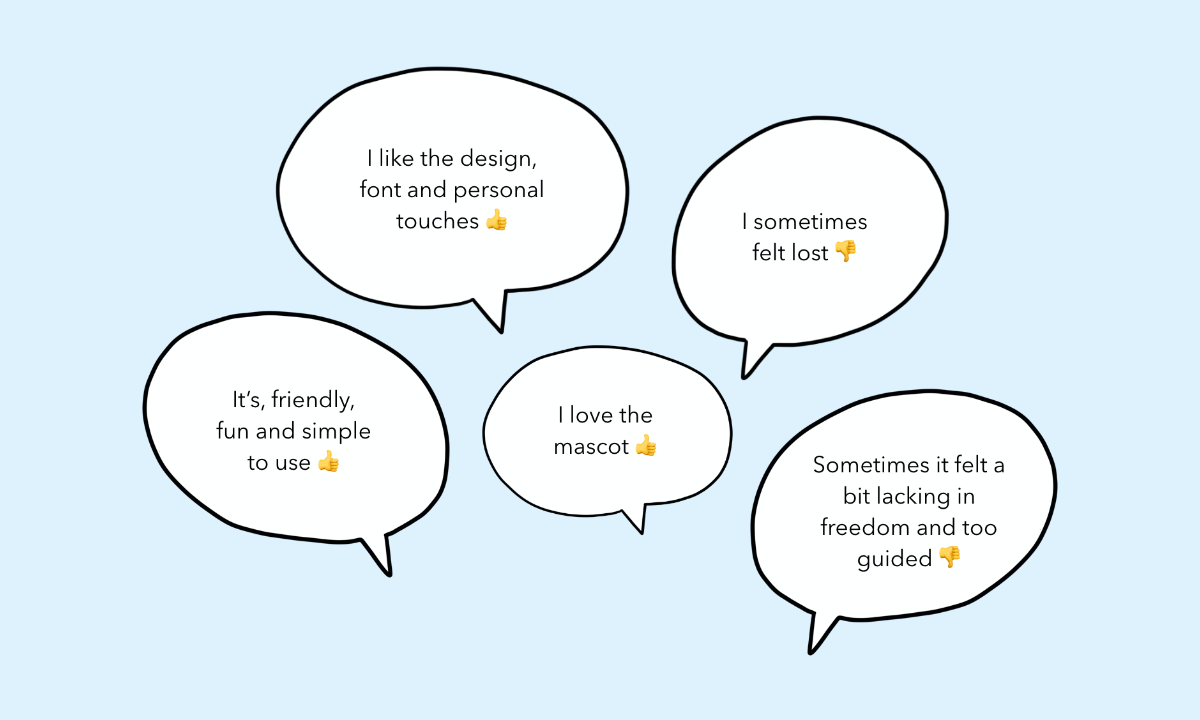 I like the design,
font and personal
touches 👍
I sometimes
felt lost 👎
It’s, friendly,
fun and simple
to use 👍
I love the
mascot 👍
Sometimes it felt a
bit lacking in
freedom and too
guided 👎